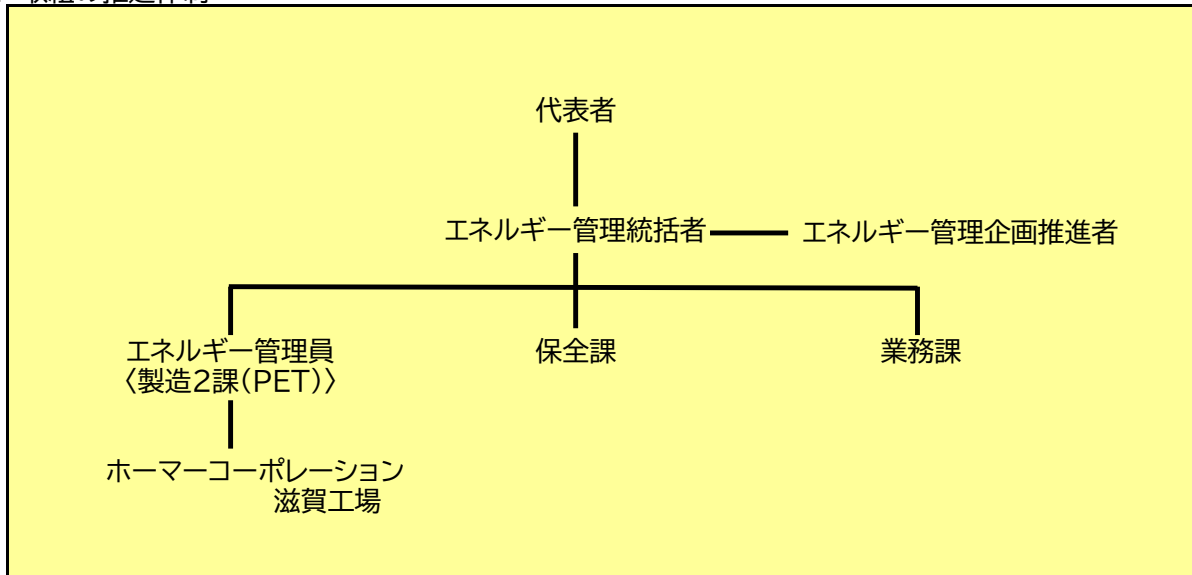 代表者
エネルギー管理統括者 エネルギー管理企画推進者
エネルギー管理員 保全課 業務課
〈製造2課(PET)〉
ホーマーコーポレーション
滋賀工場